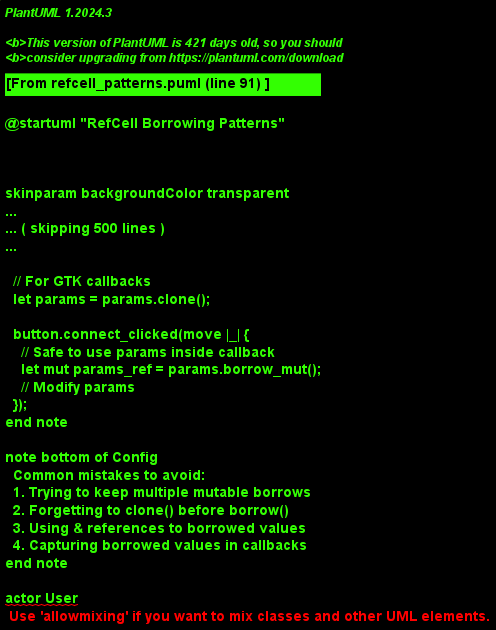 PlantUML 1.2024.3
<b>This version of PlantUML is 421 days old, so you should
<b>consider upgrading from https://plantuml.com/download
[From refcell_patterns.puml (line 91) ]
@startuml "RefCell Borrowing Patterns"
skinparam backgroundColor transparent
...
... ( skipping 500 lines )
...
// For GTK callbacks
let params = params.clone();
button.connect_clicked(move |_| {
// Safe to use params inside callback
let mut params_ref = params.borrow_mut();
// Modify params
});
end note
note bottom of Config
Common mistakes to avoid:
1. Trying to keep multiple mutable borrows
2. Forgetting to clone() before borrow()
3. Using & references to borrowed values
4. Capturing borrowed values in callbacks
end note
actor User
Use 'allowmixing' if you want to mix classes and other UML elements.